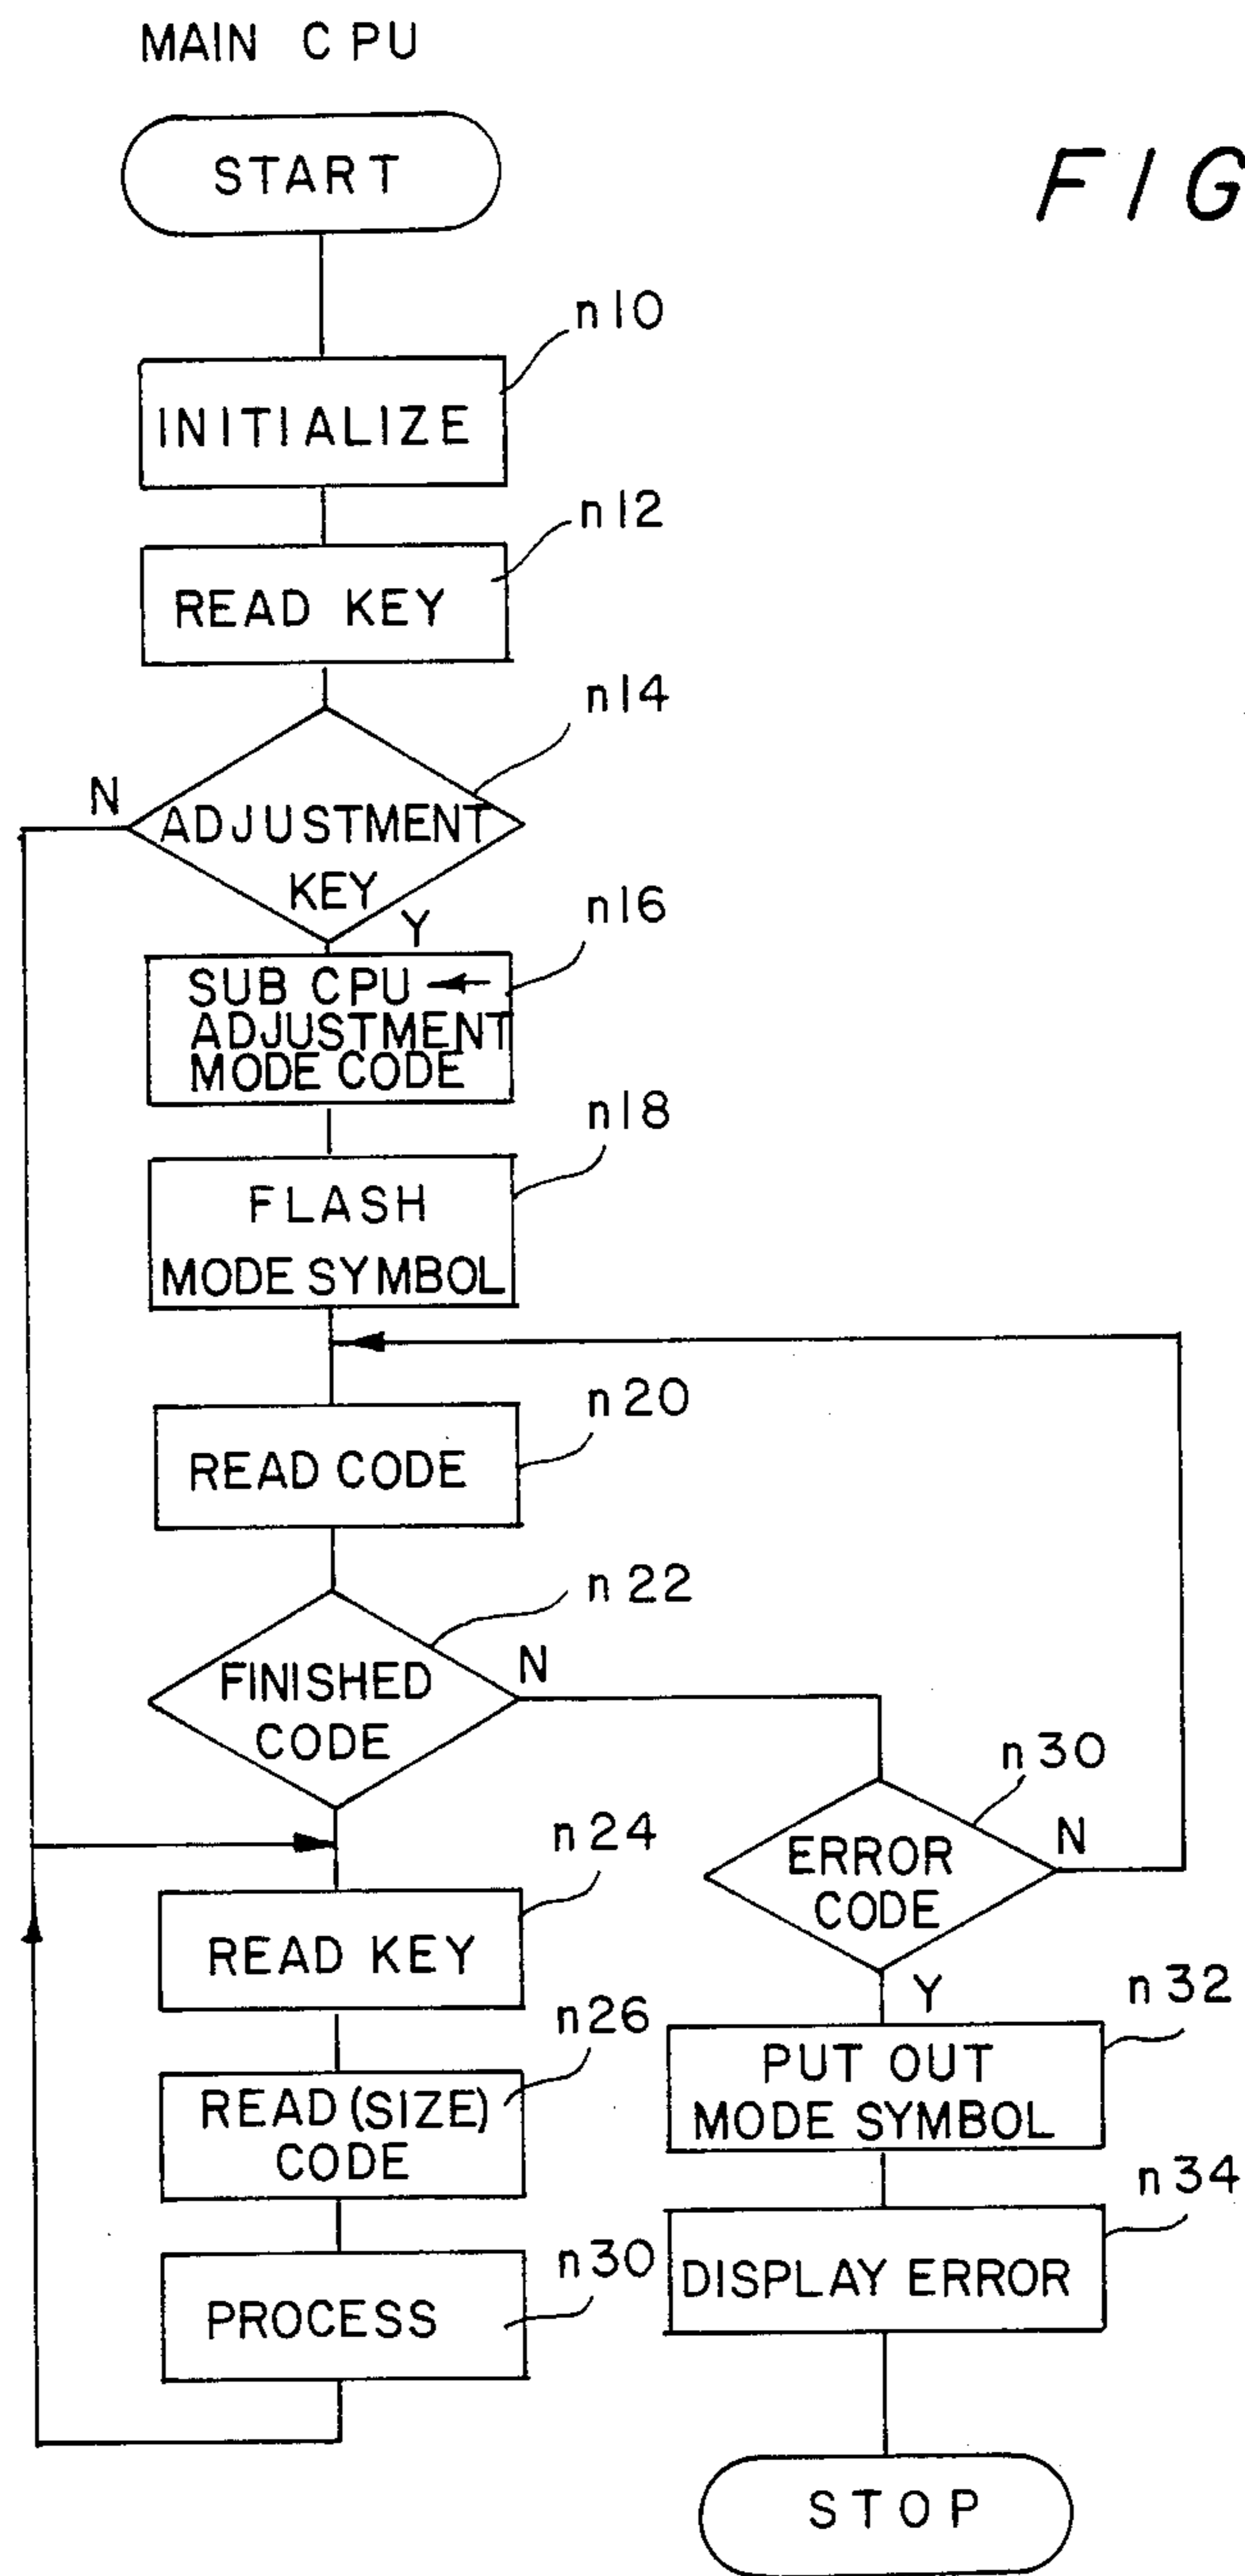 MAIN CPU
FIG
START
n10
INITIALIZE
n12
READ KEY
n14
N
ADJUSTMENT
KEY
Y
n16
SUB CPU ←
ADJUSTMENT
MODE CODE
n18
FLASH
MODE SYMBOL
n20
READ CODE
n22
FINISHED
CODE
N
n30
ERROR
CODE
N
Y
n24
READ KEY
n26
READ (SIZE)
CODE
n30
PROCESS
n32
PUT OUT
MODE SYMBOL
n34
DISPLAY ERROR
STOP